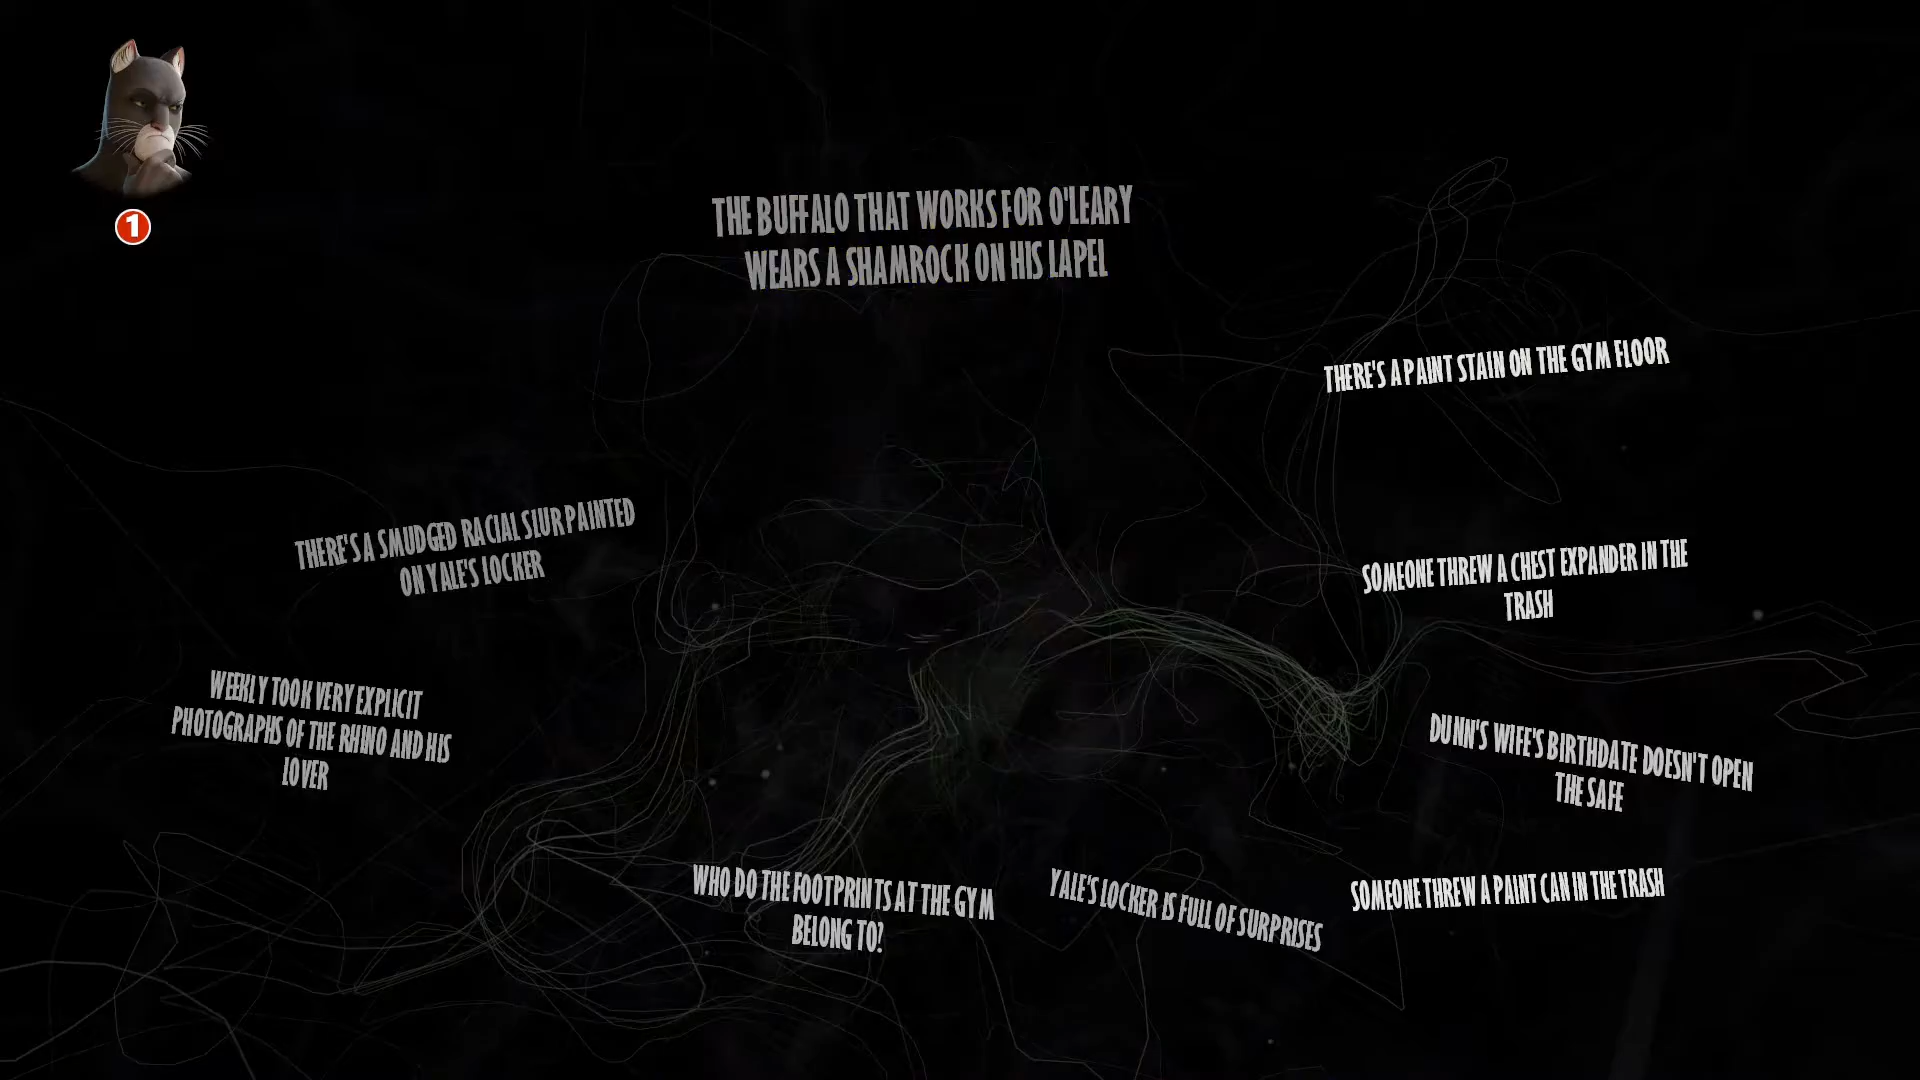 1
THE BUFFALO THAT WORKS FOR O'LEARY
WEARS A SHAMROCK ON HIS LAPEL
THERE'S A PAINT STAIN ON THE GYM FLOOR
THERE'S A SMUDGED RACIAL SLUR PAINTED
ON YALE'S LOCKER
SOMEONE THREW A CHEST EXPANDER IN THE
TRASH
WEEKLY TOOK VERY EXPLICIT
PHOTOGRAPHS OF THE RHINO AND HIS
LOVER
DUNN'S WIFE'S BIRTHDATE DOESN'T OPEN
THE SAFE
WHO DO THE FOOTPRINTS AT THE GYM
BELONG TO?
YALE'S LOCKER IS FULL OF SURPRISES
SOMEONE THREW A PAINT CAN IN THE TRASH